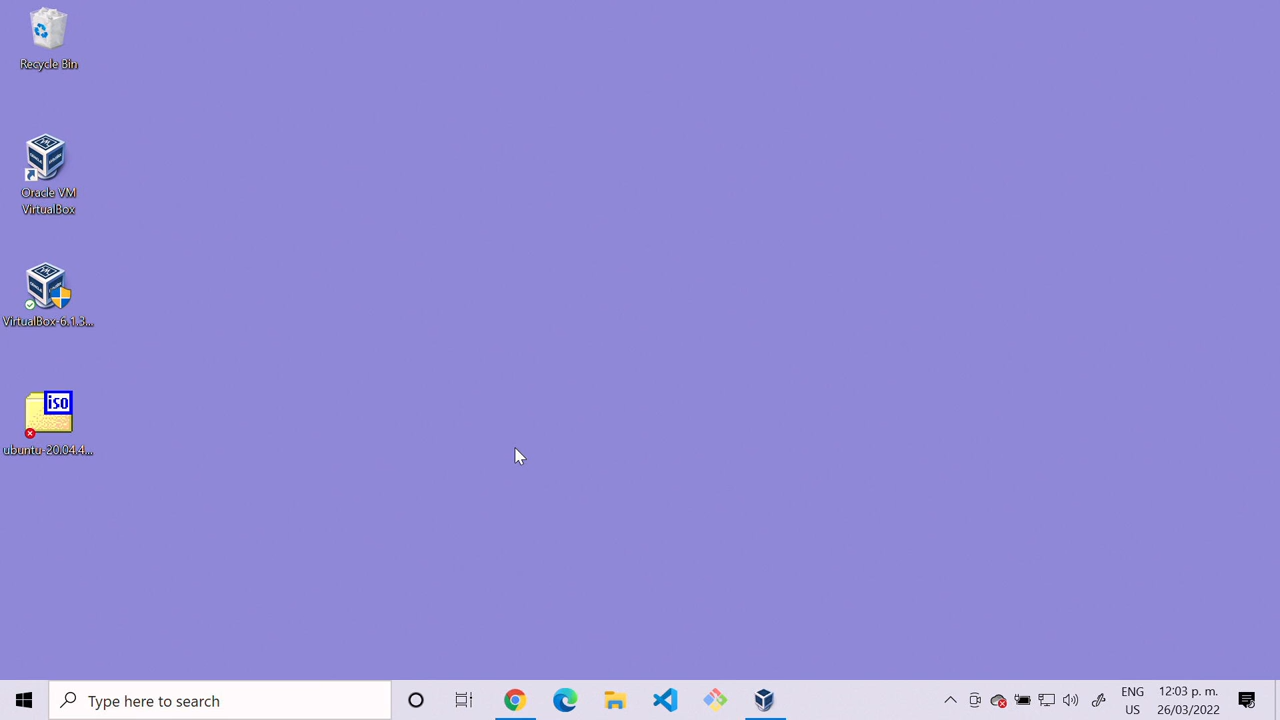 Recycle Bin
Oracle VM
VirtualBox
VirtualBox-6.1.3...
iso
ubuntu-20.04.4...
Type here to search
ENG
US
12:03 p. m.
26/03/2022